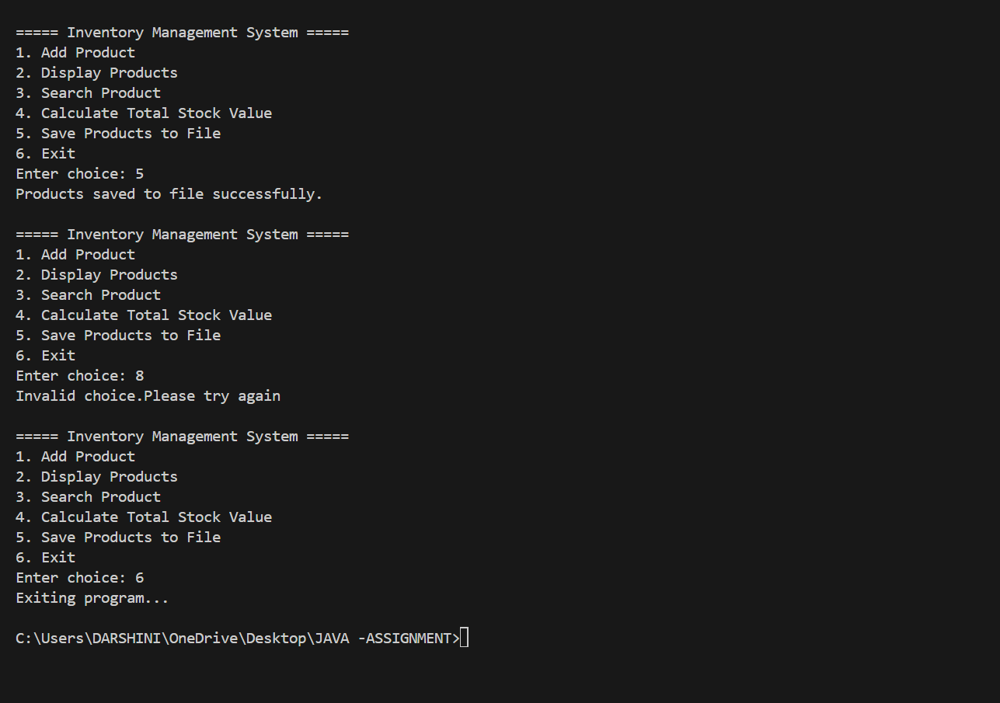 ===== Inventory Management System =====
1. Add Product
2. Display Products
3. Search Product
4. Calculate Total Stock Value
5. Save Products to File
6. Exit
Enter choice: 5
Products saved to file successfully.
===== Inventory Management System =====
1. Add Product
2. Display Products
3. Search Product
4. Calculate Total Stock Value
5. Save Products to File
6. Exit
Enter choice: 8
Invalid choice.Please try again
===== Inventory Management System =====
1. Add Product
2. Display Products
3. Search Product
4. Calculate Total Stock Value
5. Save Products to File
6. Exit
Enter choice: 6
Exiting program...
C:\Users\DARSHINI\OneDrive\Desktop\JAVA -ASSIGNMENT>